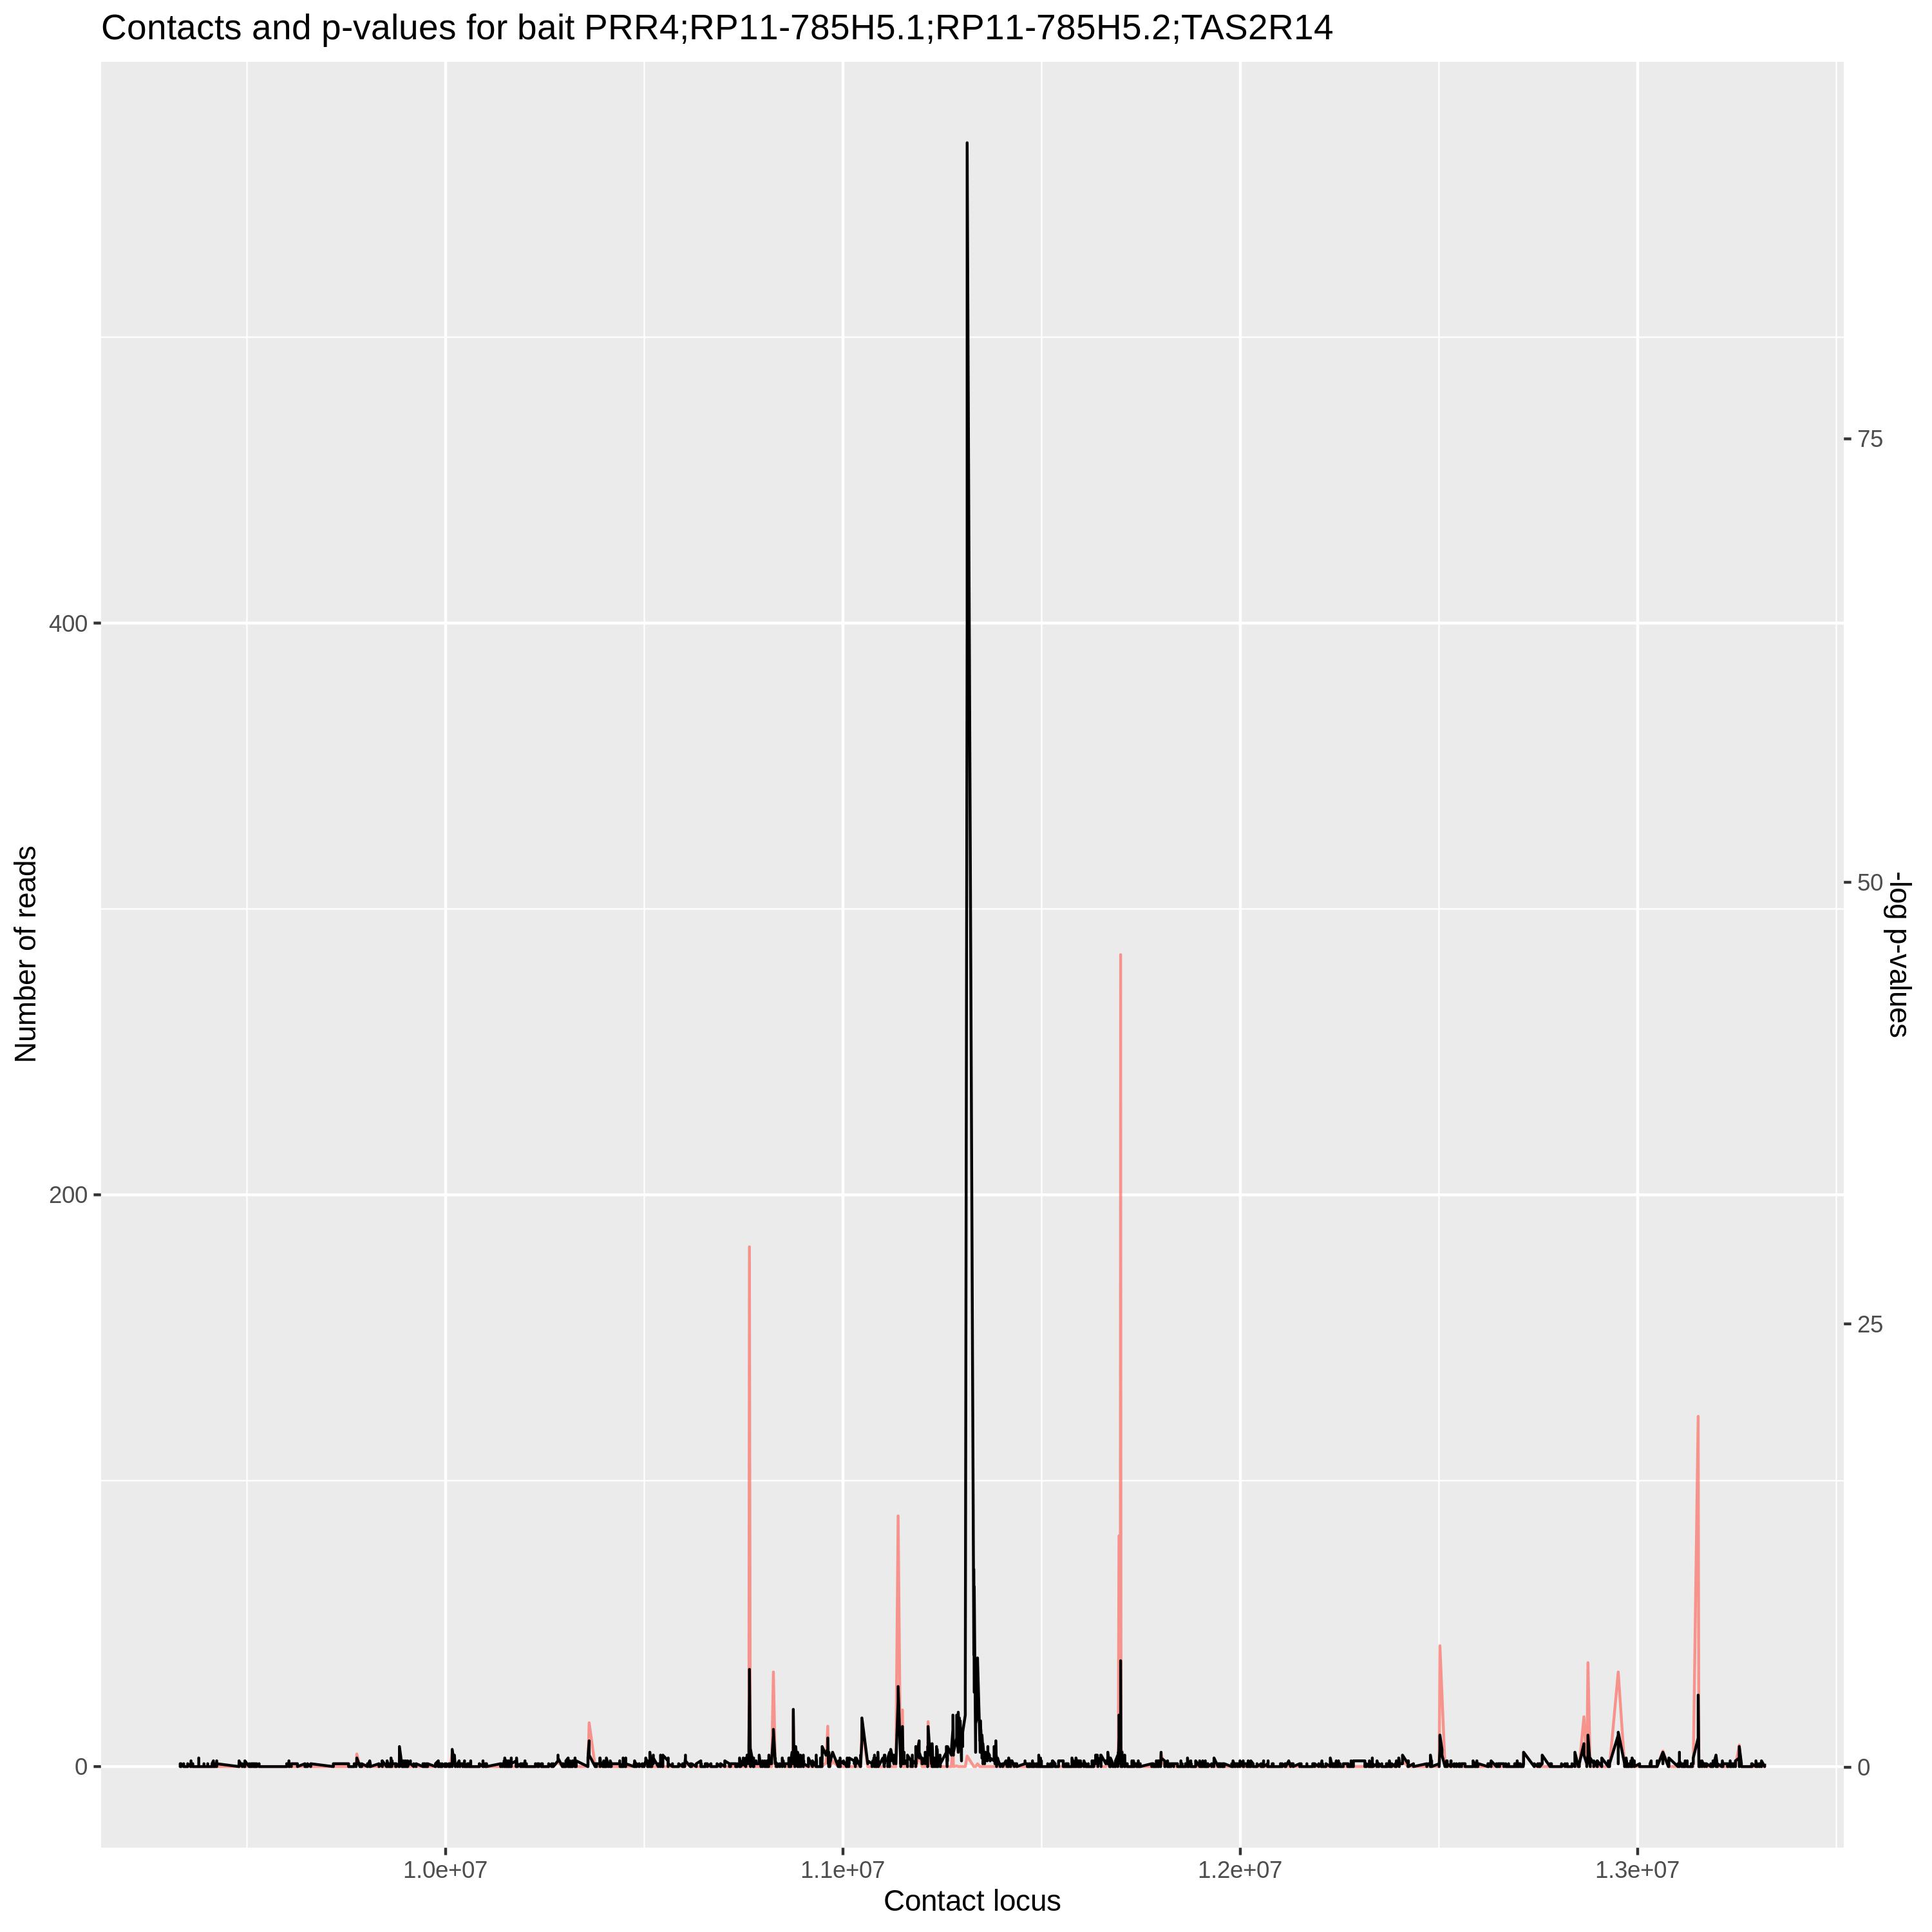 Contacts and p-values for bait PRR4;RP11-785H5.1;RP11-785H5.2;TAS2R14
75
400
50
Number of reads
-log p-values
200
25
0
0
1.0e+07
1.1e+07
1.2e+07
1.3e+07
Contact locus